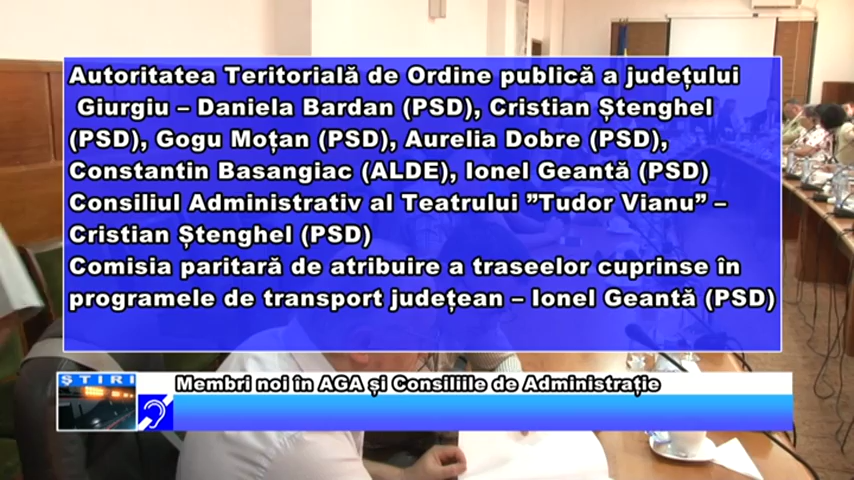 Autoritatea Teritorială de Ordine publică a județului
Giurgiu – Daniela Bardan (PSD), Cristian Ștenghel
(PSD), Gogu Moțan (PSD), Aurelia Dobre (PSD),
Constantin Basangiac (ALDE), Ionel Geantă (PSD)
Consiliul Administrativ al Teatrului ”Tudor Vianu” –
Cristian Ștenghel (PSD)
Comisia paritară de atribuire a traseelor cuprinse în
programele de transport județean – Ionel Geantă (PSD)
ȘTIRI
Membri noi în AGA și Consiliile de Administrație